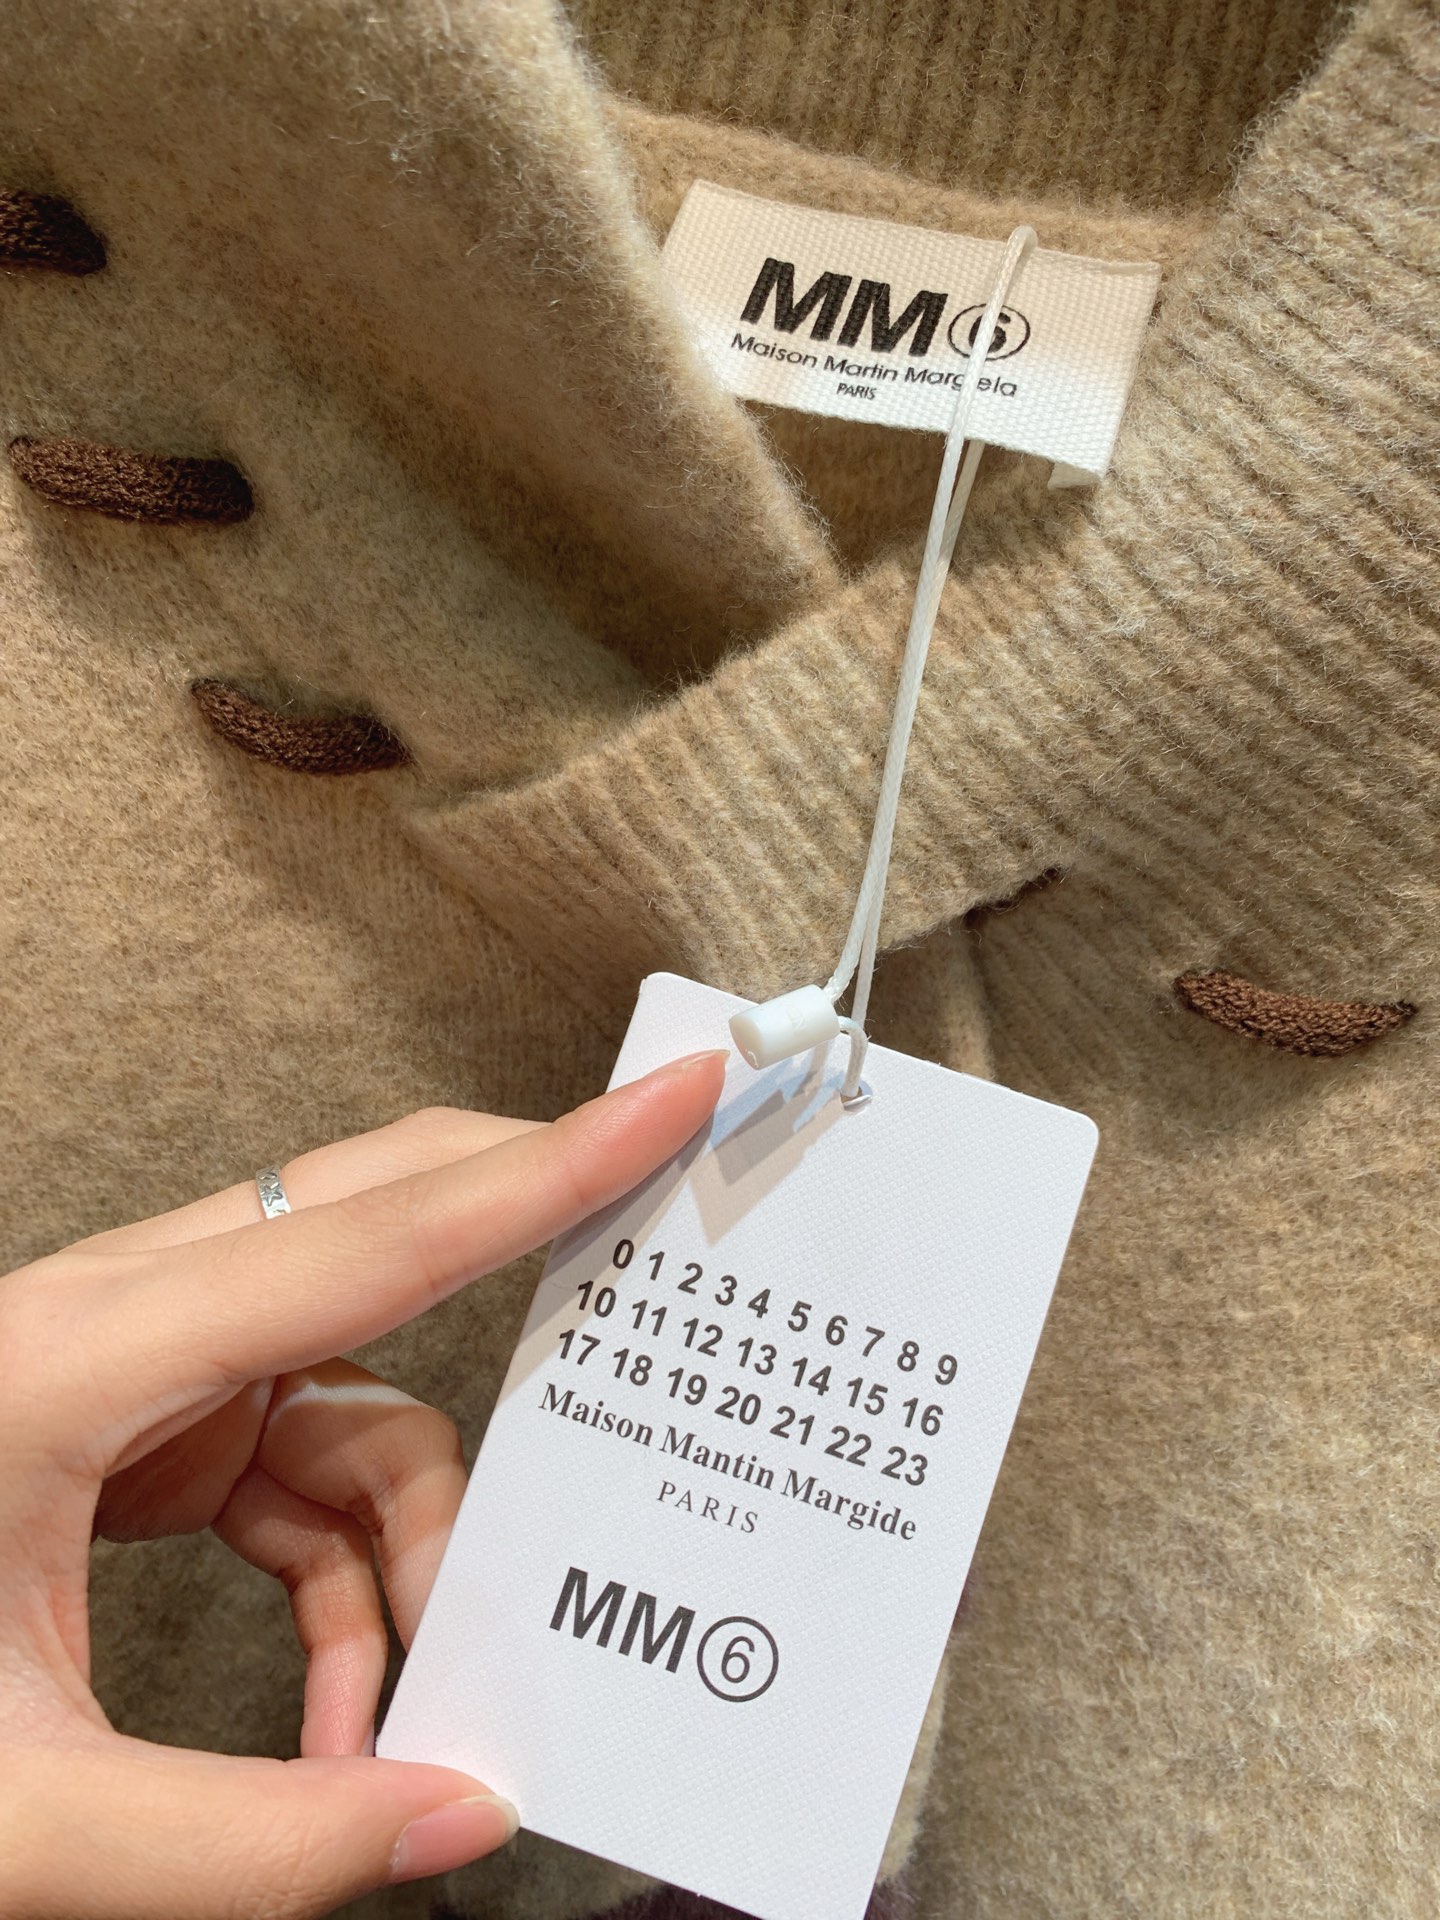 MM6
Maison Martin Margiela
PARIS
0 1 2 3 4 5 6 7 8 9
10 11 12 13 14 15 16
17 18 19 20 21 22 23
Maison Mantin Margide
PARIS
MM6